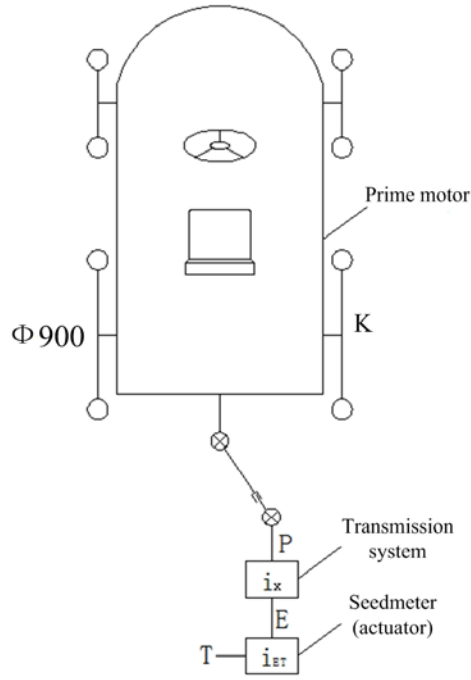 Prime motor
Φ900
K
P
Transmission
system
ix
E
Seedmeter
(actuator)
T
iET